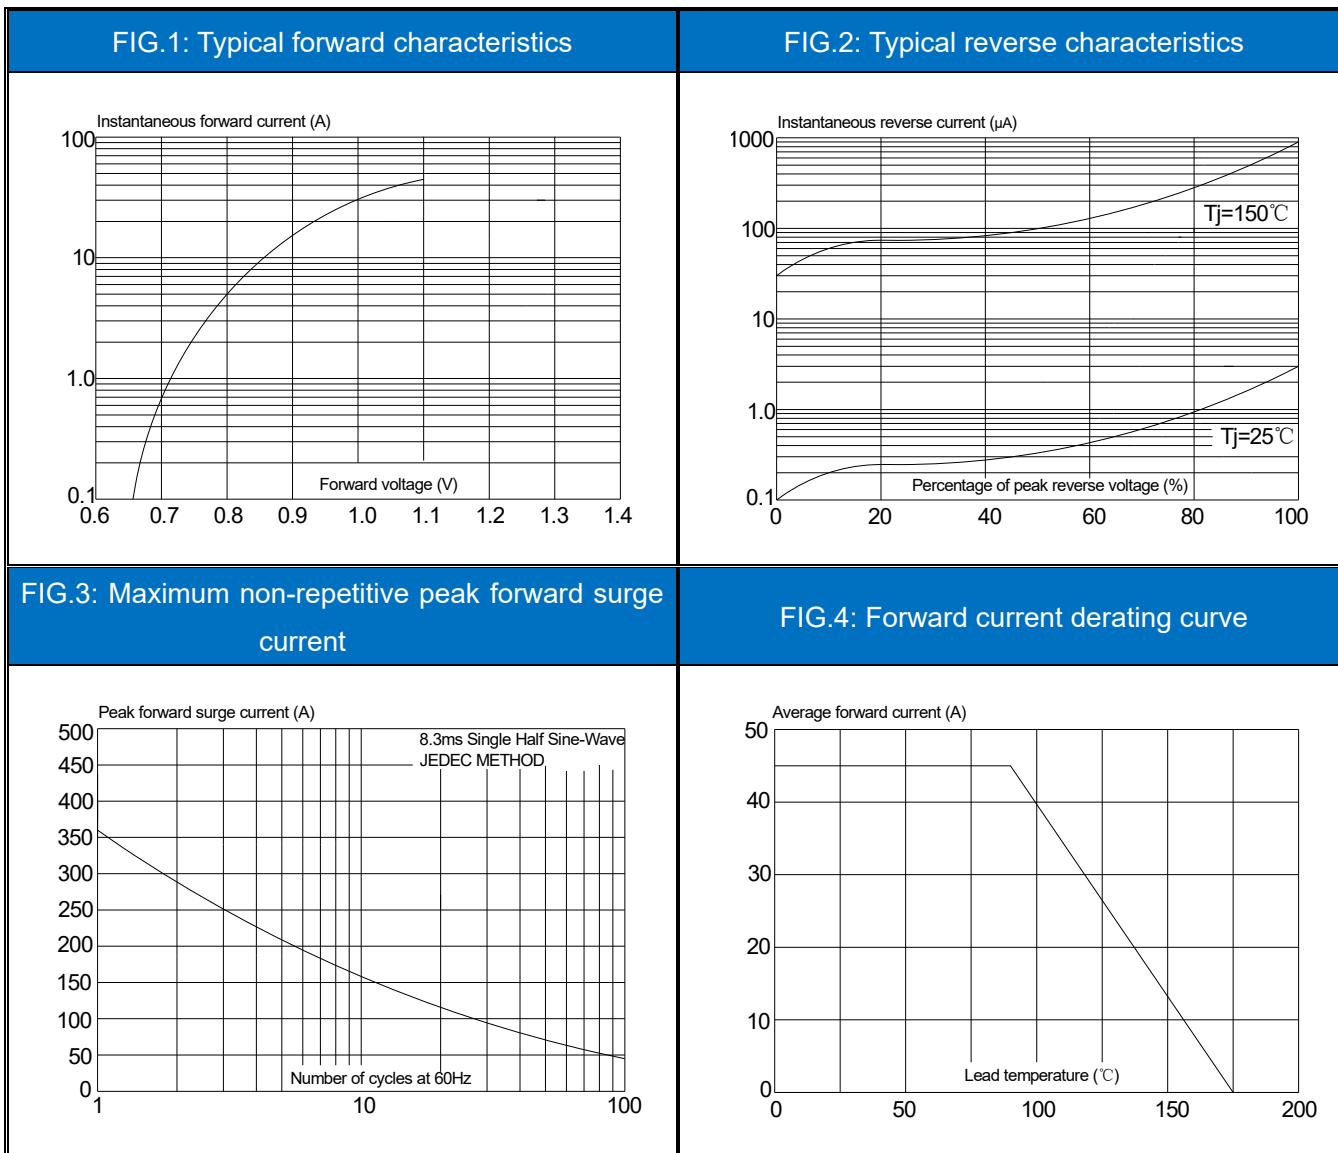 FIG.1: Typical forward characteristics
FIG.2: Typical reverse characteristics
Instantaneous forward current (A)
100
10
1.0
0.1
0.6 0.7 0.8 0.9 1.0 1.1 1.2 1.3 1.4
Forward voltage (V)
Instantaneous reverse current (μA)
1000
100
10
1.0
0.1
Tj=150℃
Tj=25℃
Percentage of peak reverse voltage (%)
0 20 40 60 80 100
FIG.3: Maximum non-repetitive peak forward surge
current
FIG.4: Forward current derating curve
Peak forward surge current (A)
500
450
400
350
300
250
200
150
100
50
0
8.3ms Single Half Sine-Wave
JEDEC METHOD
Number of cycles at 60Hz
1 10 100
Average forward current (A)
50
40
30
20
10
0
Lead temperature (℃)
0 50 100 150 200